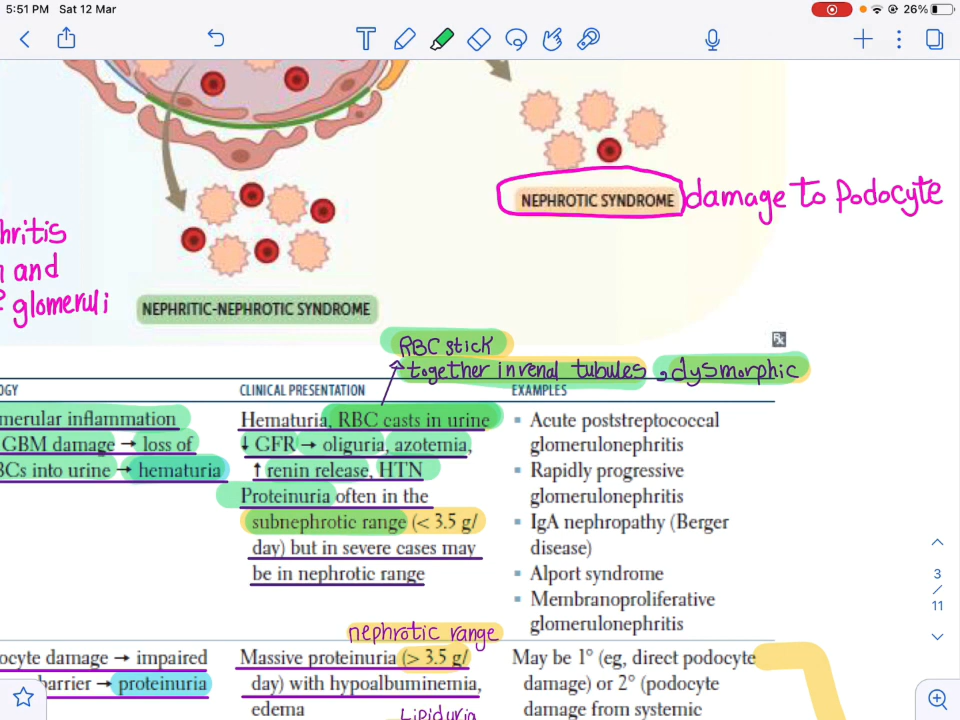 5:51 PM Sat 12 Mar
26%
NEPHROTIC SYNDROME
damage to Podocyte
hritis
and
glomeruli
NEPHRITIC-NEPHROTIC SYNDROME
RBC stick
together in renal tubules, dysmorphic
OGY CLINICAL PRESENTATION EXAMPLES
merular inflammation
GBM damage → loss of
BCs into urine → hematuria
Hematuria, RBC casts in urine
↓ GFR → oliguria, azotemia,
↑ renin release, HTN
Proteinuria often in the
subnephrotic range (< 3.5 g/
day) but in severe cases may
be in nephrotic range
▪ Acute poststreptococcal
glomerulonephritis
▪ Rapidly progressive
glomerulonephritis
▪ IgA nephropathy (Berger
disease)
▪ Alport syndrome
▪ Membranoproliferative
glomerulonephritis
3
/
11
nephrotic range
ocyte damage → impaired
barrier → proteinuria
Massive proteinuria (> 3.5 g/
day) with hypoalbuminemia,
edema
Lipiduria
May be 1° (eg, direct podocyte
damage) or 2° (podocyte
damage from systemic